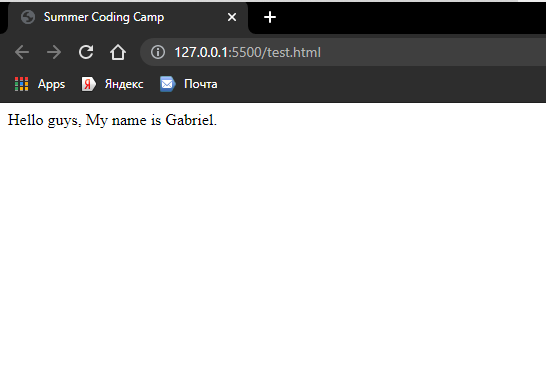 Summer Coding Camp
127.0.0.1:5500/test.html
Apps Яндекс Почта
Hello guys, My name is Gabriel.